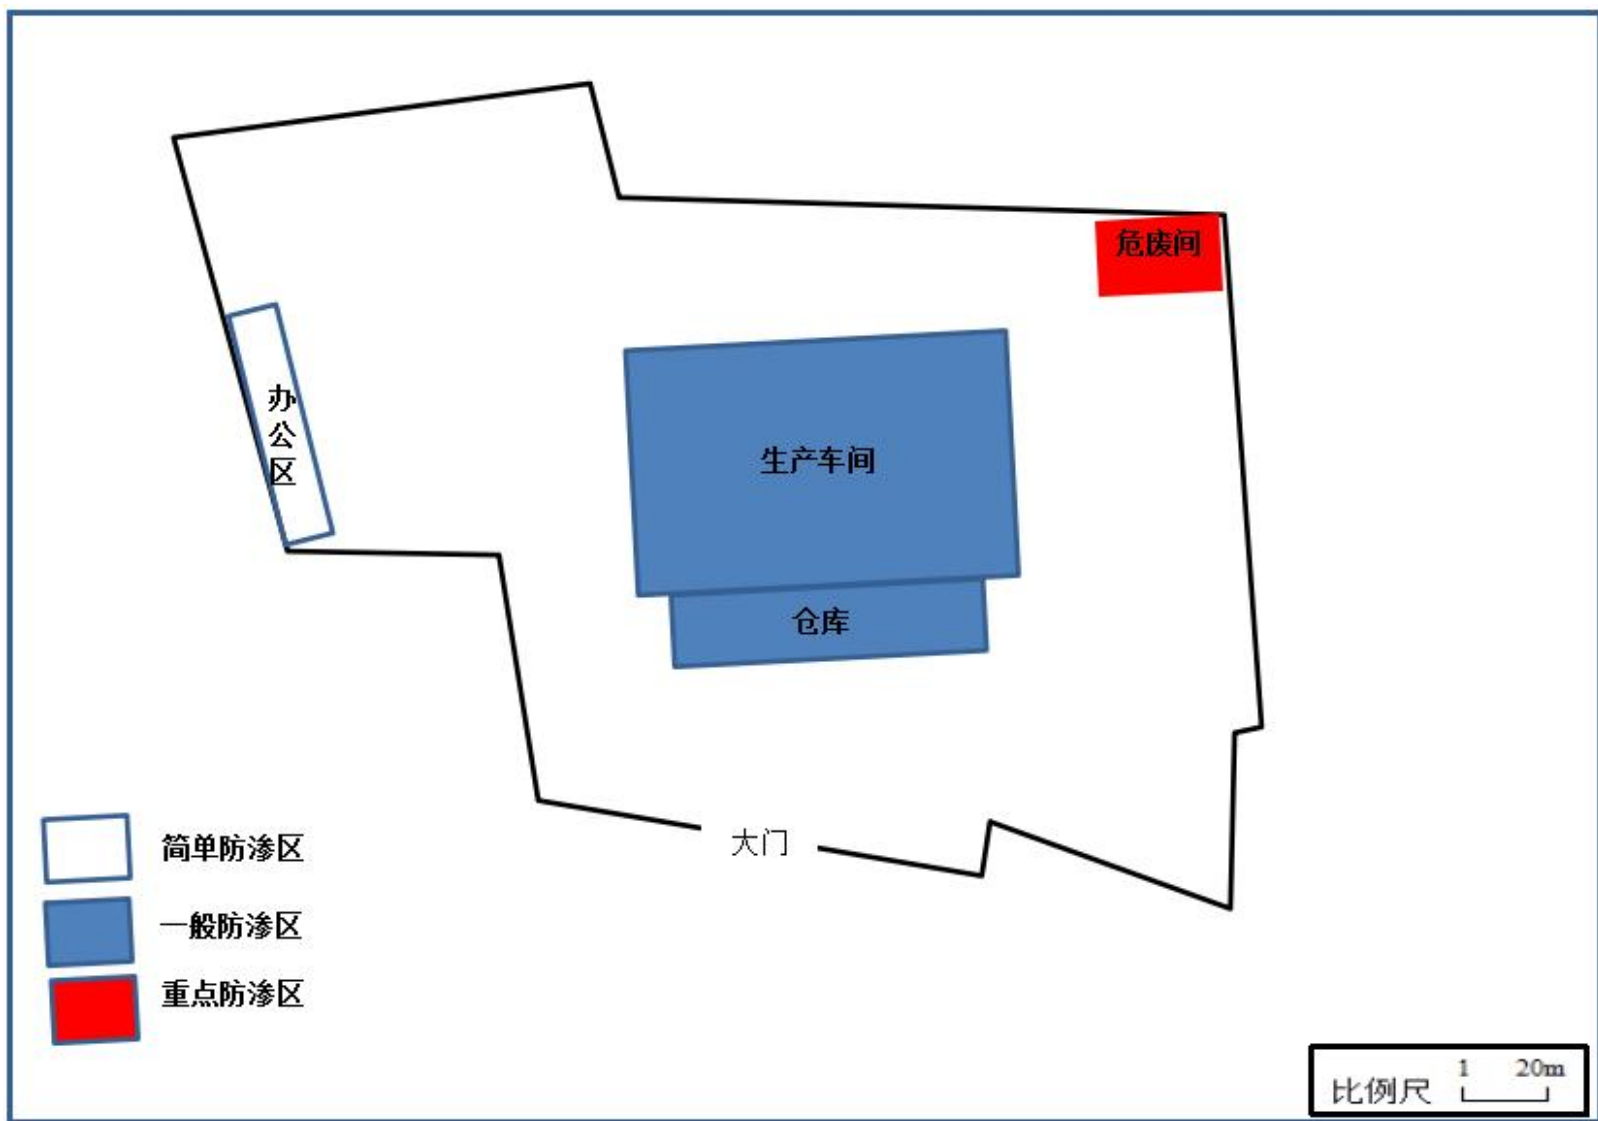 危废间
办
公
区
生产车间
仓库
大门
简单防渗区
一般防渗区
重点防渗区
1 20m
比例尺